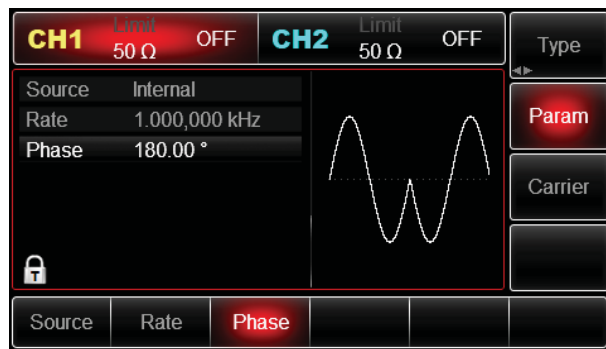 CH1 Limit 50 Ω OFF CH2 Limit 50 Ω OFF Type
Source Internal
Rate 1.000,000 kHz
Phase 180.00 °
Param
Carrier
T
Source Rate Phase